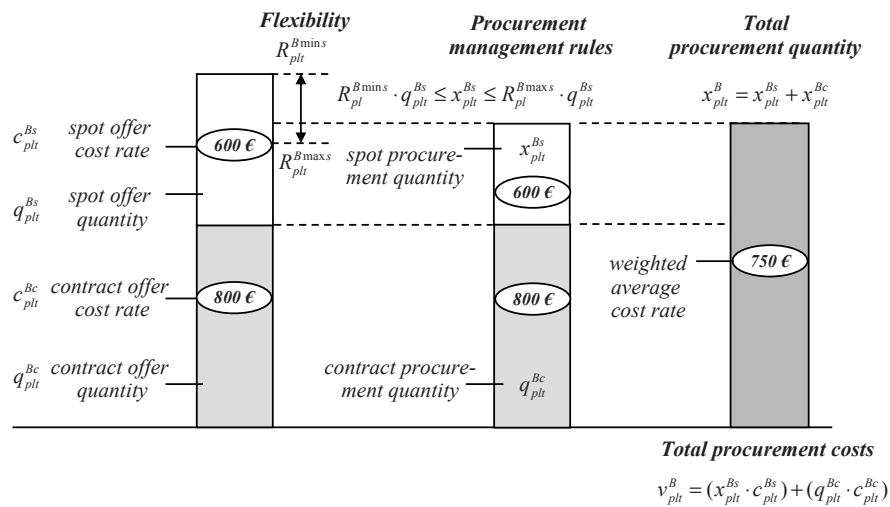 Flexibility
Procurement
management rules
Total
procurement quantity
R_{plt}^{B min s}
R_{pl}^{B min s} · q_{plt}^{Bs} ≤ x_{plt}^{Bs} ≤ R_{pl}^{B max s} · q_{plt}^{Bs}
x_{plt}^{B} = x_{plt}^{Bs} + x_{plt}^{Bc}
c_{plt}^{Bs} spot offer
cost rate
600 €
R_{plt}^{B max s}
spot procure-
ment quantity
x_{plt}^{Bs}
600 €
q_{plt}^{Bs} spot offer
quantity
c_{plt}^{Bc} contract offer
cost rate
800 €
800 €
weighted
average
cost rate
750 €
q_{plt}^{Bc} contract offer
quantity
contract procure-
ment quantity
q_{plt}^{Bc}
Total procurement costs
v_{plt}^{B} = (x_{plt}^{Bs} · c_{plt}^{Bs}) + (q_{plt}^{Bc} · c_{plt}^{Bc})